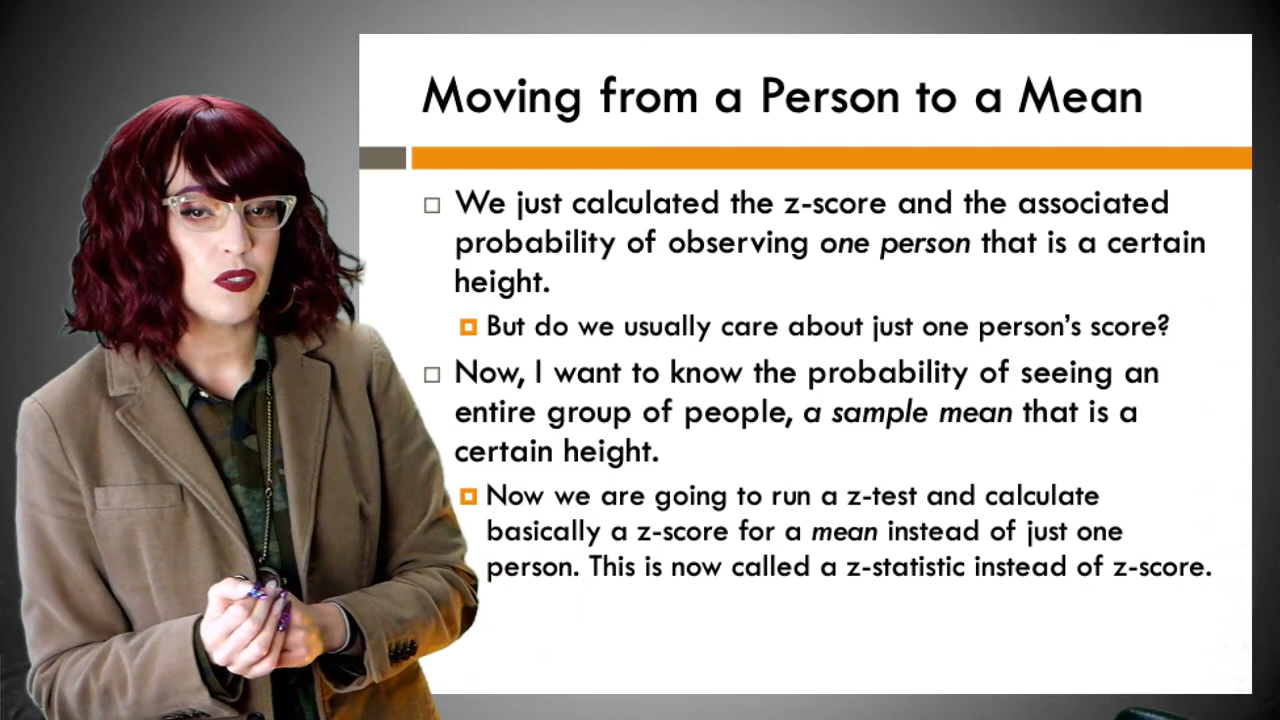 Moving from a Person to a Mean
We just calculated the z-score and the associated
probability of observing one person that is a certain
height.
But do we usually care about just one person’s score?
Now, I want to know the probability of seeing an
entire group of people, a sample mean that is a
certain height.
Now we are going to run a z-test and calculate
basically a z-score for a mean instead of just one
person. This is now called a z-statistic instead of z-score.